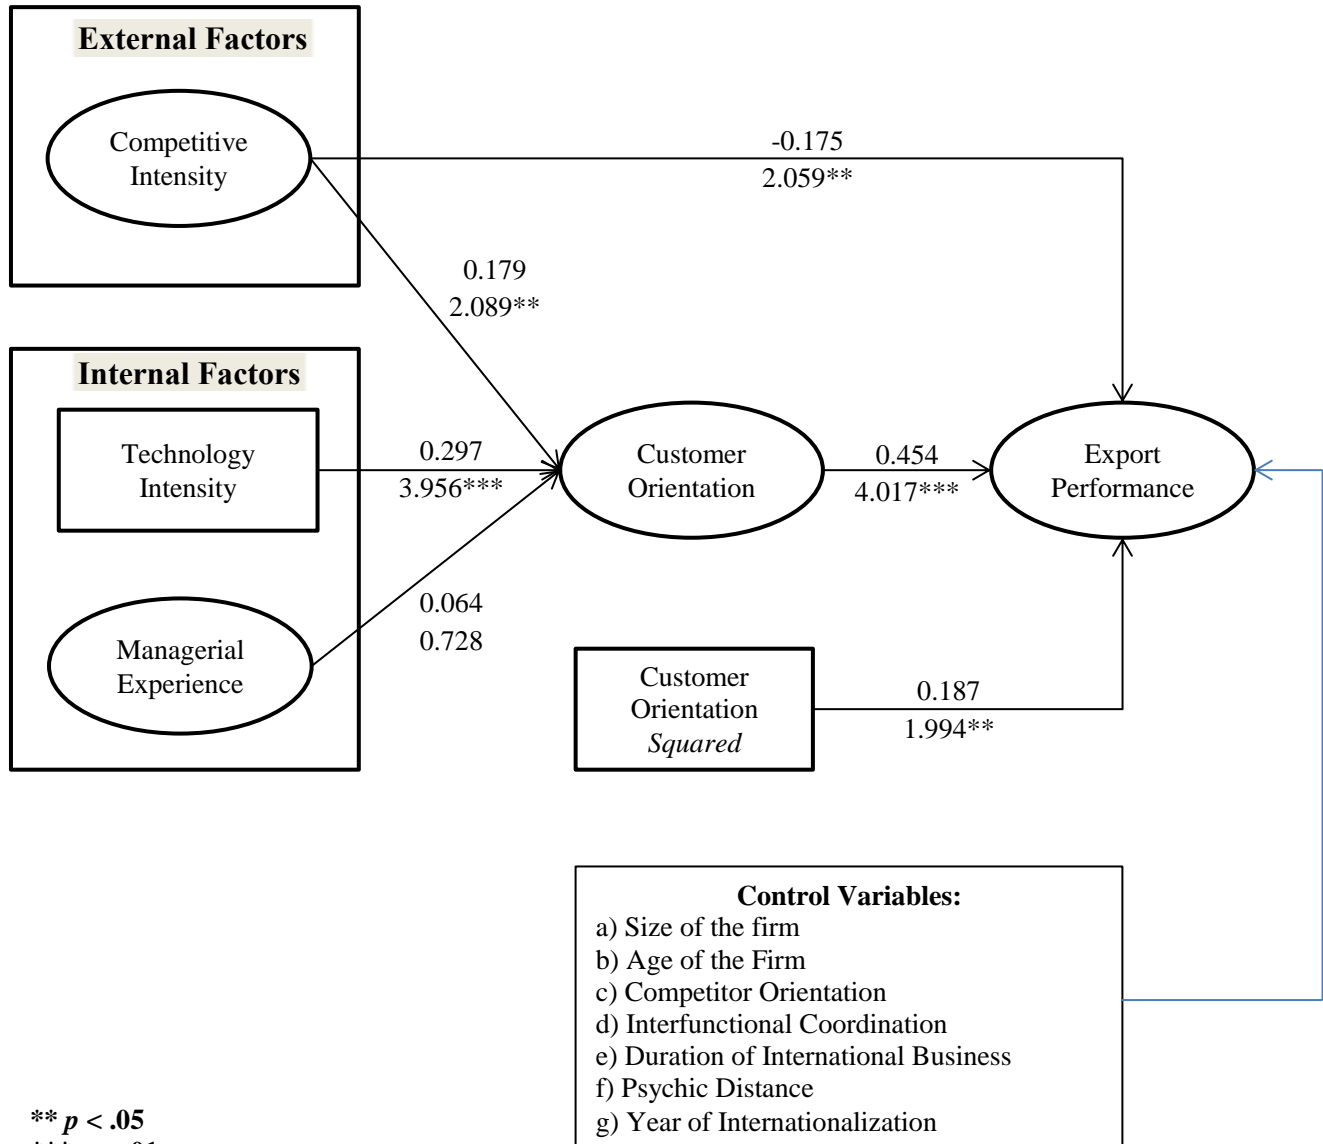 External Factors
Competitive
Intensity
-0.175
2.059**
0.179
2.089**
Internal Factors
Technology
Intensity
0.297
3.956***
Customer
Orientation
0.454
4.017***
Export
Performance
Managerial
Experience
0.064
0.728
Customer
Orientation
Squared
0.187
1.994**
Control Variables:
a) Size of the firm
b) Age of the Firm
c) Competitor Orientation
d) Interfunctional Coordination
e) Duration of International Business
f) Psychic Distance
g) Year of Internationalization
** p < .05